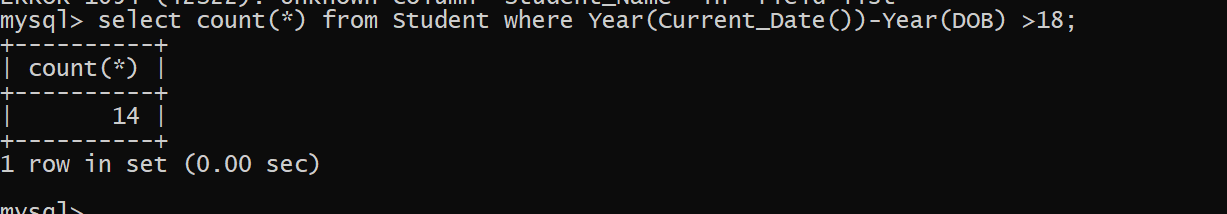 mysql> select count(*) from Student where Year(Current_Date())-Year(DOB) >18;
+----------+
| count(*) |
+----------+
|       14 |
+----------+
1 row in set (0.00 sec)
mysql>